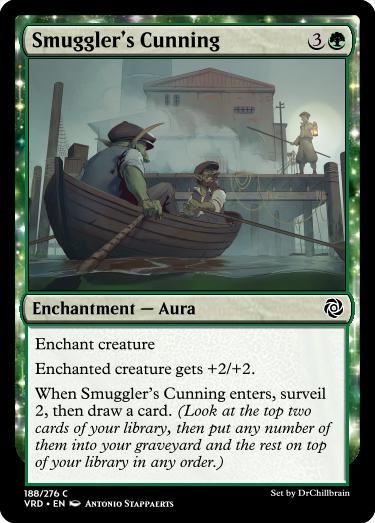 Smuggler's Cunning 3
Enchantment — Aura
Enchant creature
Enchanted creature gets +2/+2.
When Smuggler's Cunning enters, surveil
2, then draw a card. (Look at the top two
cards of your library, then put any number of
them into your graveyard and the rest on top
of your library in any order.)
188/276 C
VRD • EN Antonio Stappaerts
Set by DrChillbrain